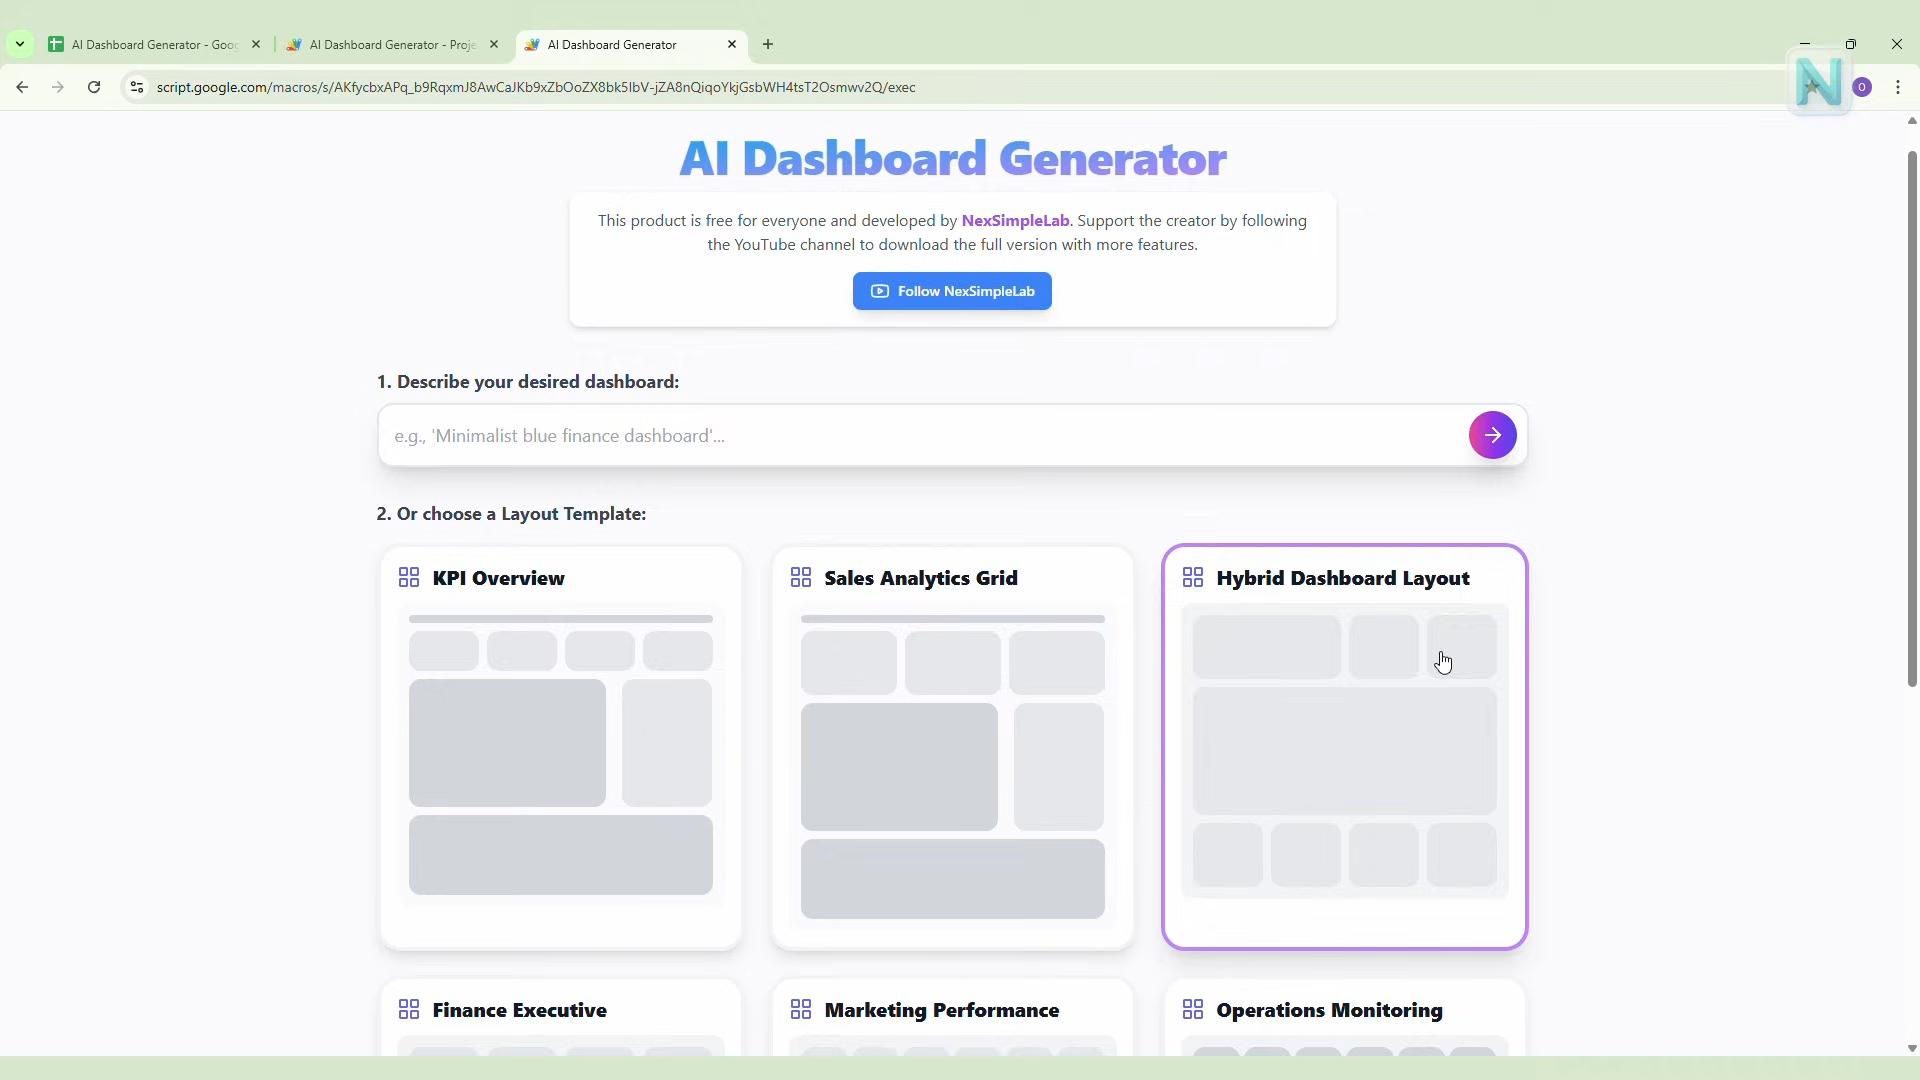 AI Dashboard Generator - Goo
AI Dashboard Generator - Proje
AI Dashboard Generator
script.google.com/macros/s/AKfycbxAPq_b9RqxmJ8AwCaJKb9xZbOoZX8bk5IbV-jZA8nQiqoYkjGsbWH4tsT2Osmwv2Q/exec
N
O
AI Dashboard Generator
This product is free for everyone and developed by NexSimpleLab. Support the creator by following
the YouTube channel to download the full version with more features.
Follow NexSimpleLab
1. Describe your desired dashboard:
e.g., 'Minimalist blue finance dashboard'...
2. Or choose a Layout Template:
KPI Overview
Sales Analytics Grid
Hybrid Dashboard Layout
Finance Executive
Marketing Performance
Operations Monitoring